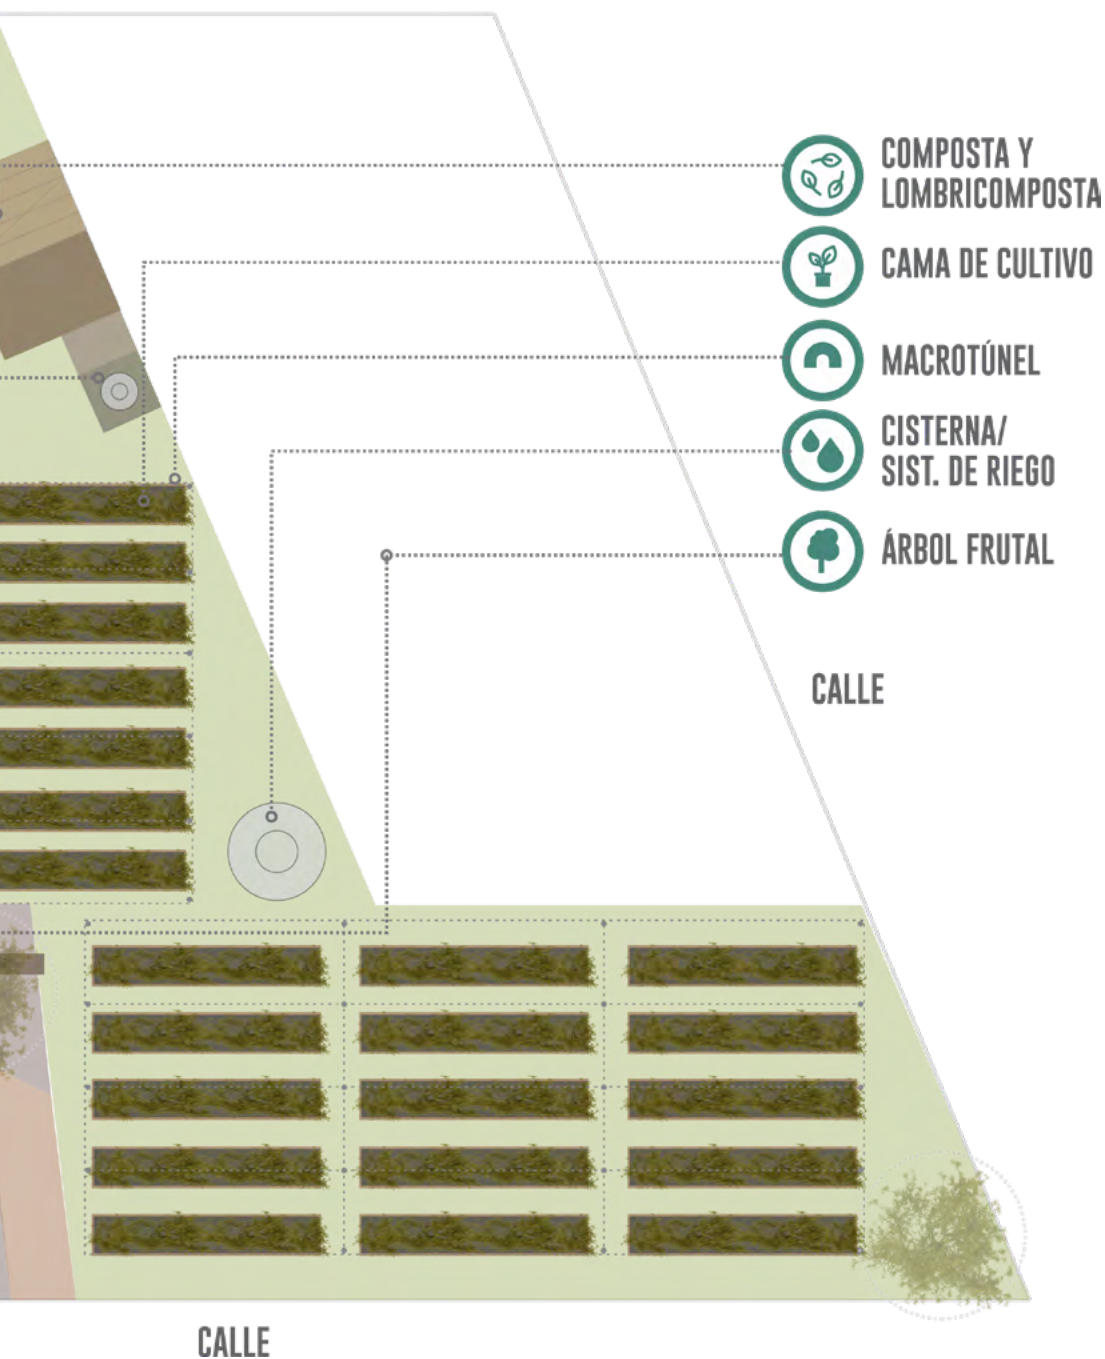 COMPOSTA Y
LOMBRICOMPOSTA
CAMA DE CULTIVO
MACROTÚNEL
CISTERNA/
SIST. DE RIEGO
ÁRBOL FRUTAL
CALLE
CALLE